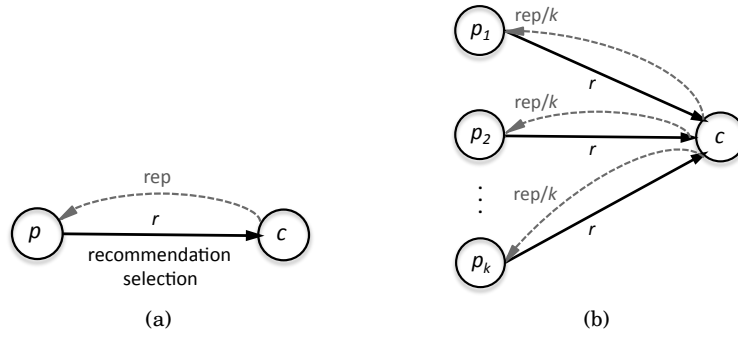 rep
p
r
c
recommendation
selection
(a)
rep/k
p1
r
rep/k
p2
r
c
rep/k
⋮
r
pk
(b)